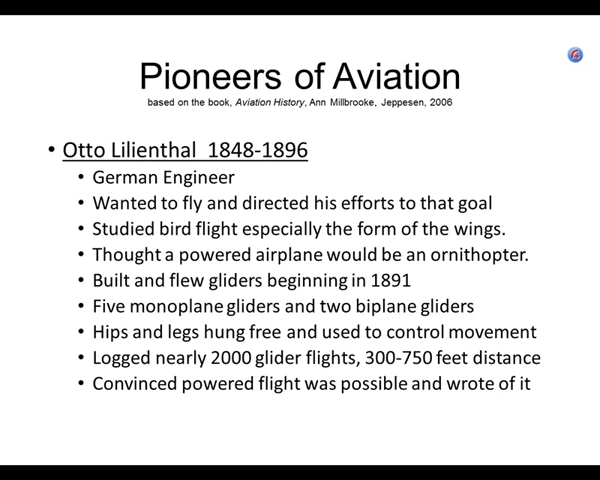 Pioneers of Aviation
based on the book, Aviation History, Ann Millbrooke, Jeppesen, 2006
• Otto Lilienthal 1848-1896
• German Engineer
• Wanted to fly and directed his efforts to that goal
• Studied bird flight especially the form of the wings.
• Thought a powered airplane would be an ornithopter.
• Built and flew gliders beginning in 1891
• Five monoplane gliders and two biplane gliders
• Hips and legs hung free and used to control movement
• Logged nearly 2000 glider flights, 300-750 feet distance
• Convinced powered flight was possible and wrote of it